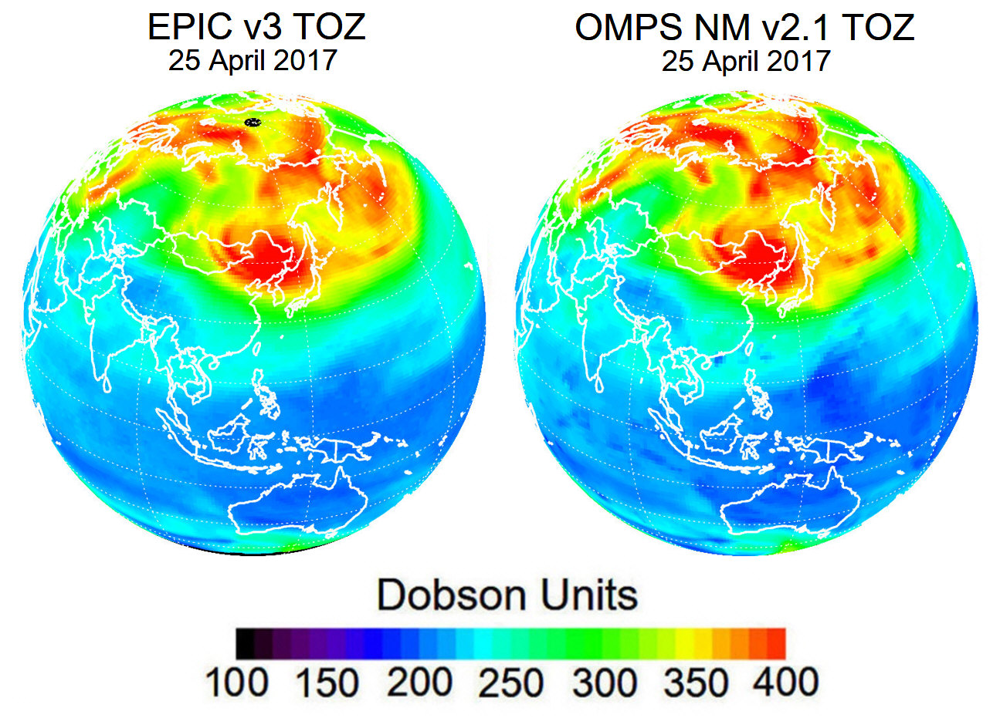 EPIC v3 TOZ
25 April 2017
OMPS NM v2.1 TOZ
25 April 2017
Dobson Units
100 150 200 250 300 350 400